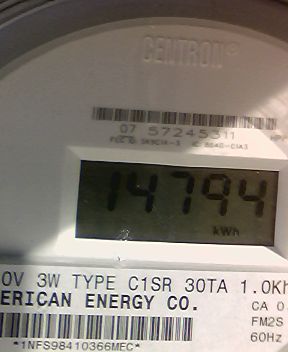 CENTRON®
07 57245311
14794
kWh
0V 3W TYPE C1SR 30TA 1.0Kh
ERICAN ENERGY CO.
CA 0.
FM2S
60Hz
*1NFS98410366MEC*